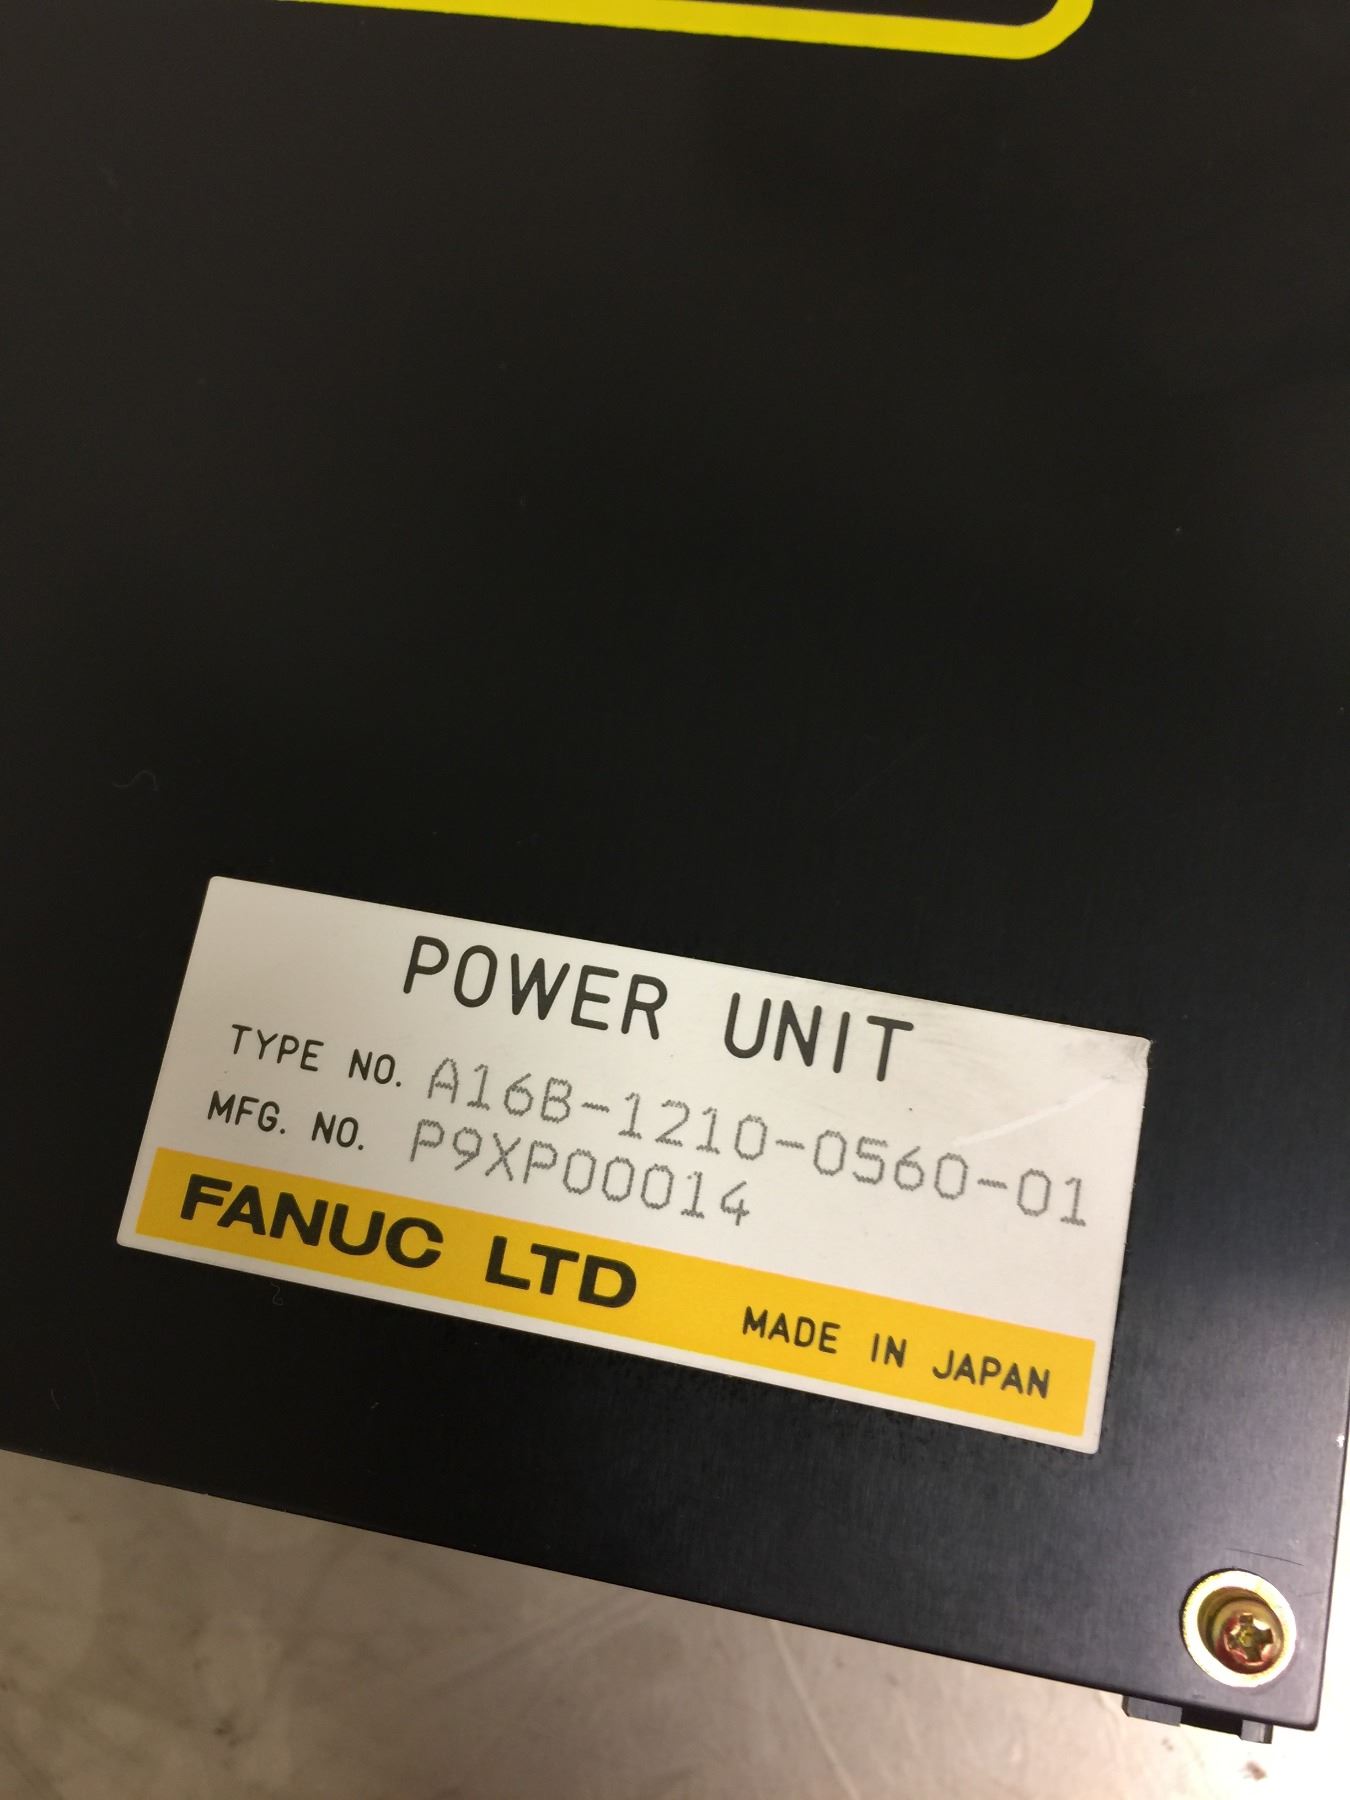 POWER UNIT
TYPE NO. A16B-1210-0560-01
MFG. NO. P9XP00014
FANUC LTD MADE IN JAPAN